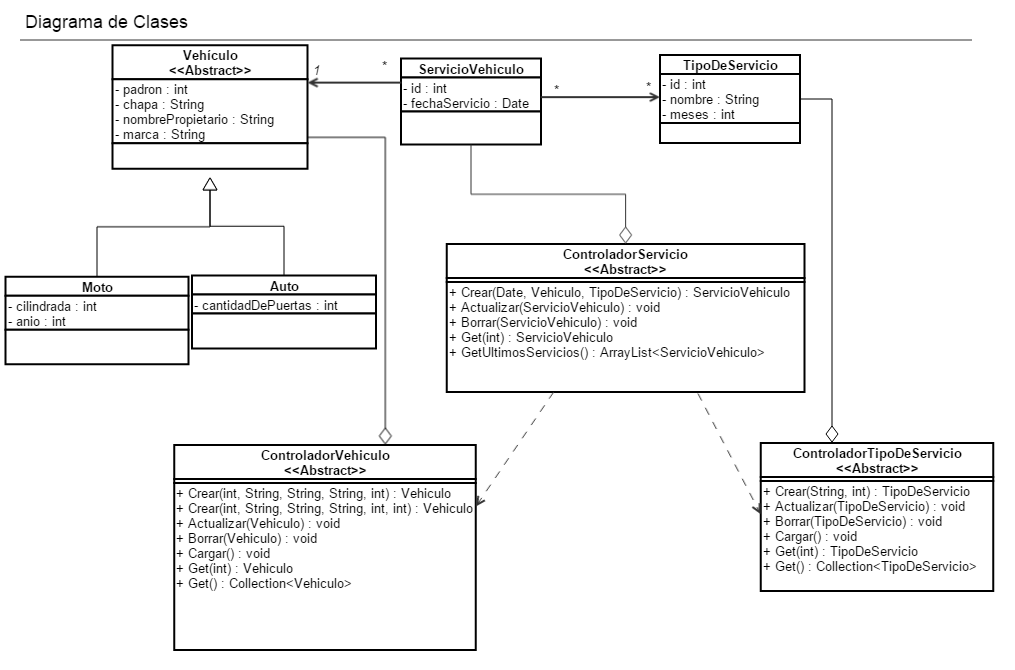 Diagrama de Clases
Vehículo
<<Abstract>>
- padron : int
- chapa : String
- nombrePropietario : String
- marca : String
1
*
ServicioVehiculo
- id : int
- fechaServicio : Date
*
*
TipoDeServicio
- id : int
- nombre : String
- meses : int
Moto
- cilindrada : int
- anio : int
Auto
- cantidadDePuertas : int
ControladorServicio
<<Abstract>>
+ Crear(Date, Vehiculo, TipoDeServicio) : ServicioVehiculo
+ Actualizar(ServicioVehiculo) : void
+ Borrar(ServicioVehiculo) : void
+ Get(int) : ServicioVehiculo
+ GetUltimosServicios() : ArrayList<ServicioVehiculo>
ControladorVehiculo
<<Abstract>>
+ Crear(int, String, String, String, int) : Vehiculo
+ Crear(int, String, String, String, int, int) : Vehiculo
+ Actualizar(Vehiculo) : void
+ Borrar(Vehiculo) : void
+ Cargar() : void
+ Get(int) : Vehiculo
+ Get() : Collection<Vehiculo>
ControladorTipoDeServicio
<<Abstract>>
+ Crear(String, int) : TipoDeServicio
+ Actualizar(TipoDeServicio) : void
+ Borrar(TipoDeServicio) : void
+ Cargar() : void
+ Get(int) : TipoDeServicio
+ Get() : Collection<TipoDeServicio>